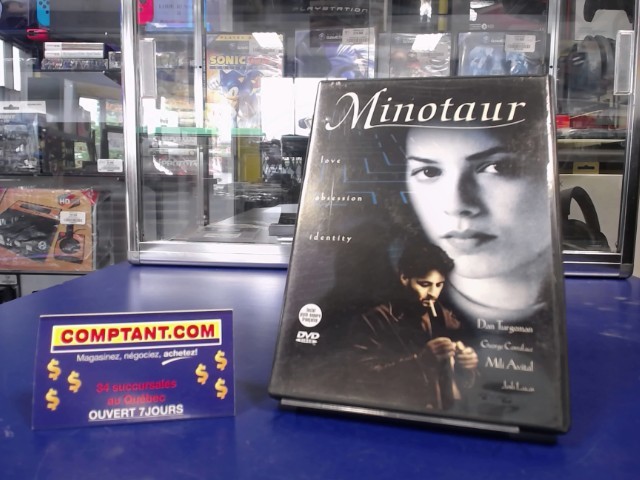 PLAYSTATION
SONIC
Minotaur
love
obsession
identity
DVD
Dan Turgeman
Mili Avital
COMPTANT.COM
Magasinez, négociez, achetez!
34 succursales
au Québec
OUVERT 7JOURS